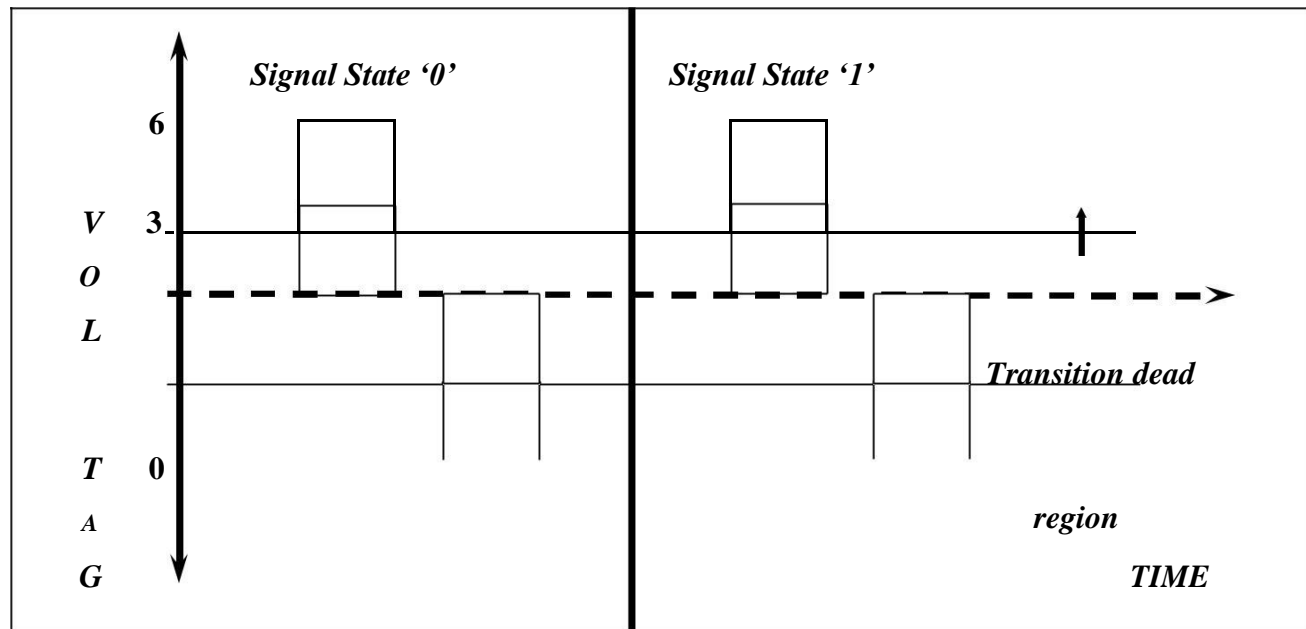 Signal State ‘0’ Signal State ‘1’
6
V 3
O
L
Transition dead
T 0
A region
G TIME